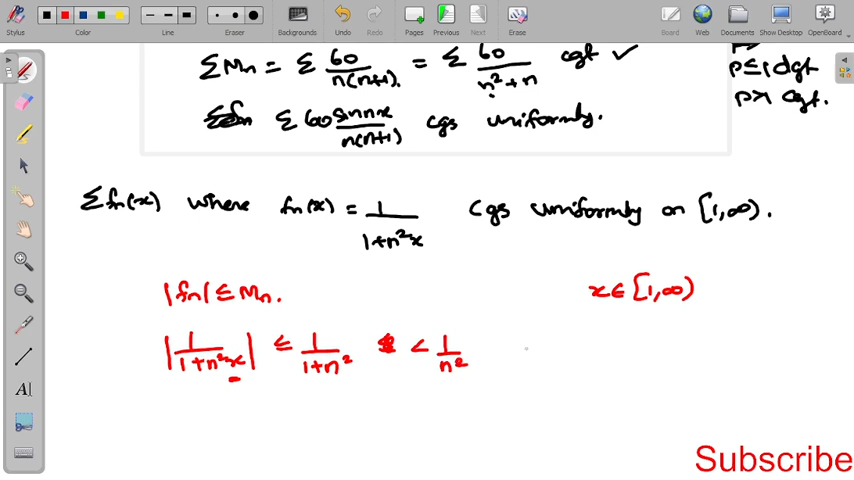 Stylus Color Line Eraser Backgrounds Undo Redo Pages Previous Next Erase Board Web Documents Show Desktop OpenBoard
ΣMn = Σ 60/n(n+1) = Σ 60/n²+n cgt ✓
p≤1 dgt
p>1 cgt.
Σ 60 sinnx/n(n+1) cgs uniformly.
Σfn(x) where fn(x) = 1/1+n²x cgs uniformly on [1,∞).
|fn| ≤ Mn. x∈[1,∞)
|1/1+n²x| ≤ 1/1+n² < 1/n²
Subscribe